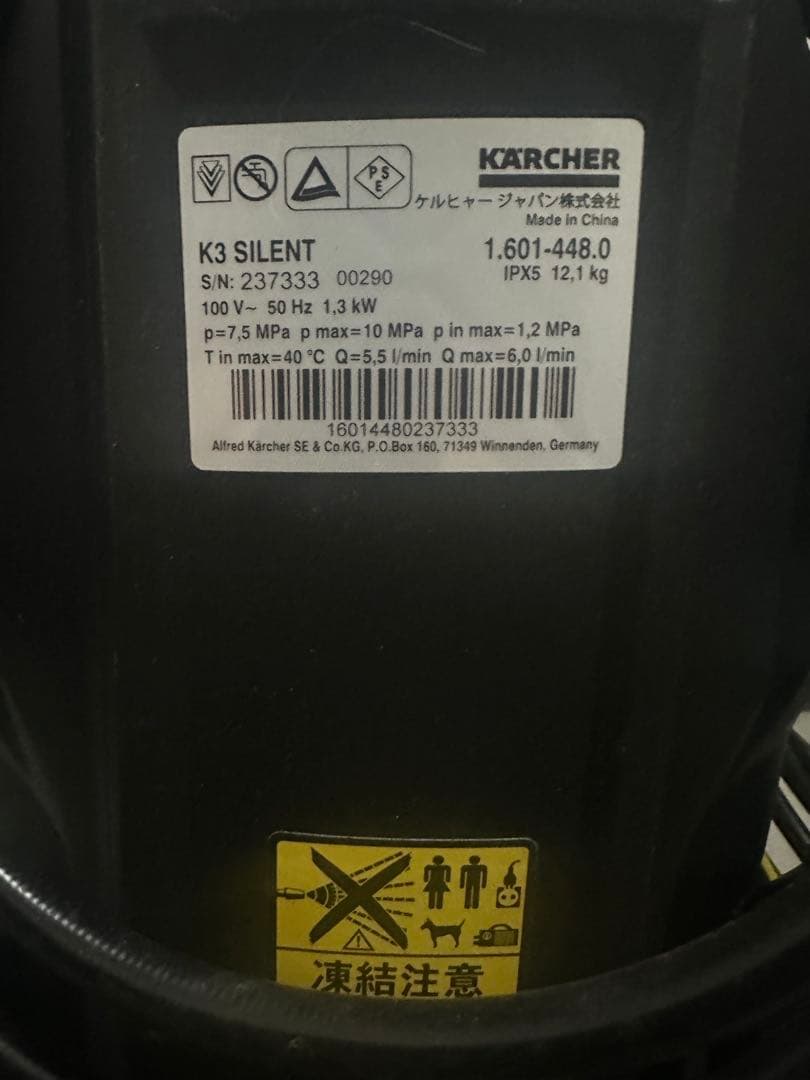 PSE
KÄRCHER
ケルヒャー ジャパン株式会社
Made in China
K3 SILENT 1.601-448.0
S/N: 237333 00290 IPX5 12,1 kg
100 V~ 50 Hz 1,3 kW
p=7,5 MPa p max=10 MPa p in max=1,2 MPa
T in max=40 °C Q=5,5 l/min Q max=6,0 l/min
16014480237333
Alfred Kärcher SE & Co.KG, P.O.Box 160, 71349 Winnenden, Germany
凍結注意